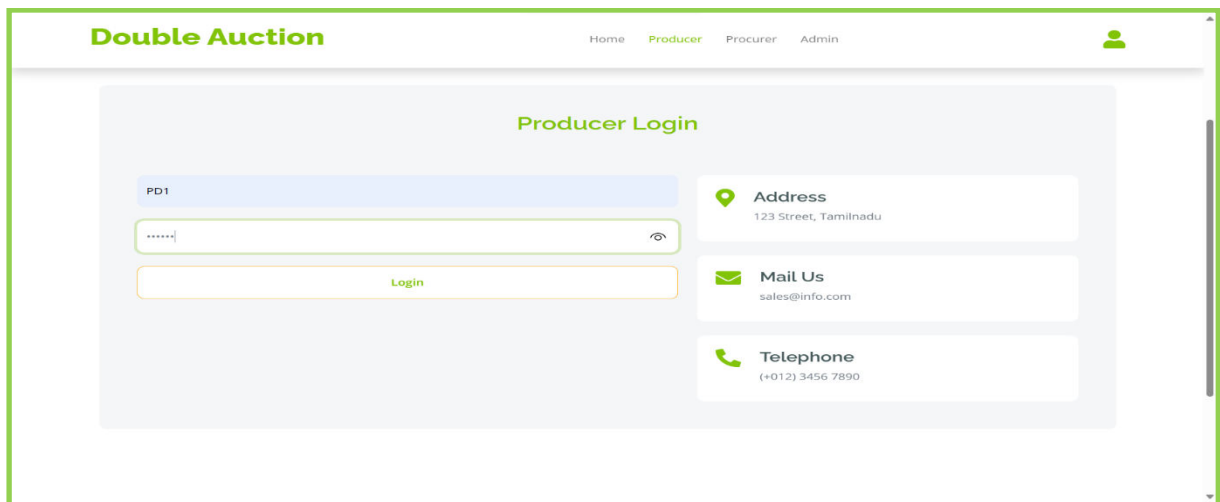 Double Auction
Home Producer Procurer Admin
Producer Login
PD1
••••••
Login
Address
123 Street, Tamilnadu
Mail Us
sales@info.com
Telephone
(+012) 3456 7890